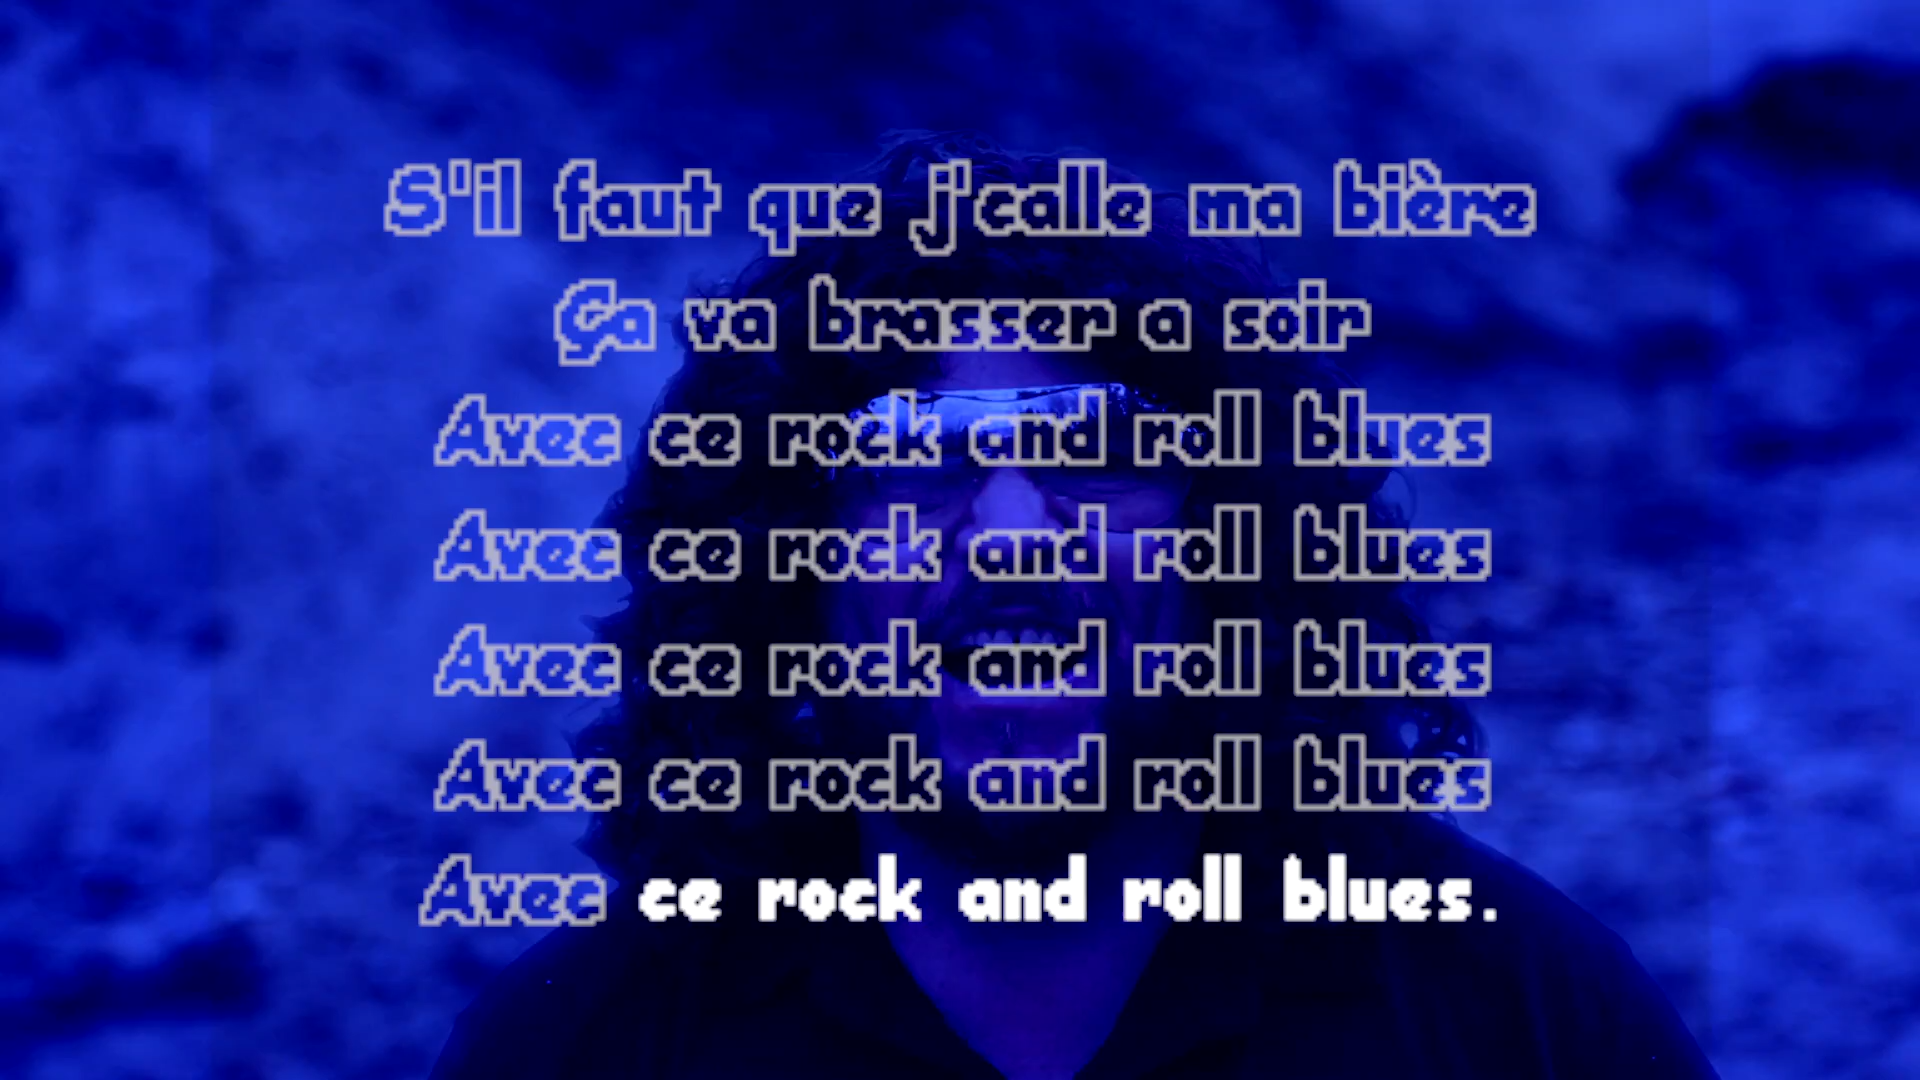 S'il faut que j'calle ma bière
Ça va brasser a soir
Avec ce rock and roll blues
Avec ce rock and roll blues
Avec ce rock and roll blues
Avec ce rock and roll blues
Avec ce rock and roll blues.